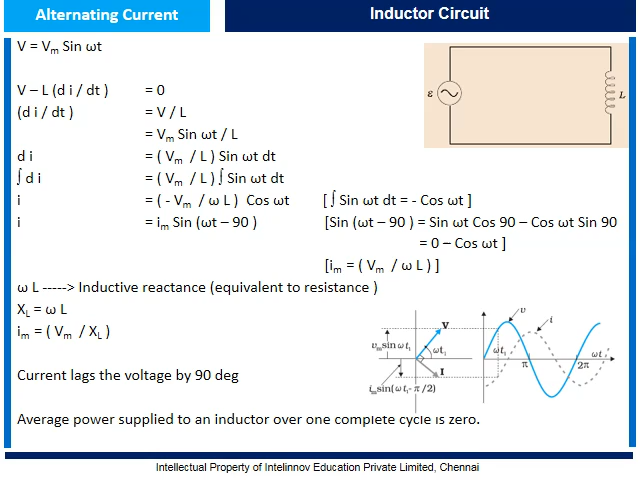 Alternating Current
Inductor Circuit
V = Vm Sin ωt
V – L (d i / dt ) = 0
(d i / dt ) = V / L
= Vm Sin ωt / L
d i = ( Vm / L ) Sin ωt dt
∫ d i = ( Vm / L ) ∫ Sin ωt dt
i = ( - Vm / ω L ) Cos ωt [ ∫ Sin ωt dt = - Cos ωt ]
i = im Sin (ωt – 90 ) [Sin (ωt – 90 ) = Sin ωt Cos 90 – Cos ωt Sin 90
= 0 – Cos ωt ]
[im = ( Vm / ω L ) ]
ω L -----> Inductive reactance (equivalent to resistance )
XL = ω L
im = ( Vm / XL )
Current lags the voltage by 90 deg
Average power supplied to an inductor over one complete cycle is zero.
ε
L
V
vm sin ωt1
ωt1
I
im sin(ωt1 - π/2)
υ
i
ωt1
ωt
π
2π
Intellectual Property of Intelinnov Education Private Limited, Chennai